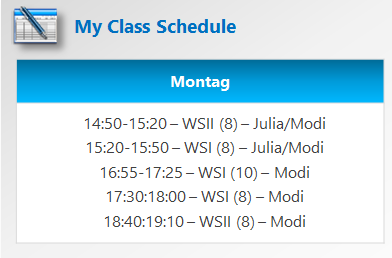 My Class Schedule
Montag
14:50-15:20 – WSII (8) – Julia/Modi
15:20-15:50 – WSI (8) – Julia/Modi
16:55-17:25 – WSI (10) – Modi
17:30:18:00 – WSI (8) – Modi
18:40:19:10 – WSII (8) – Modi